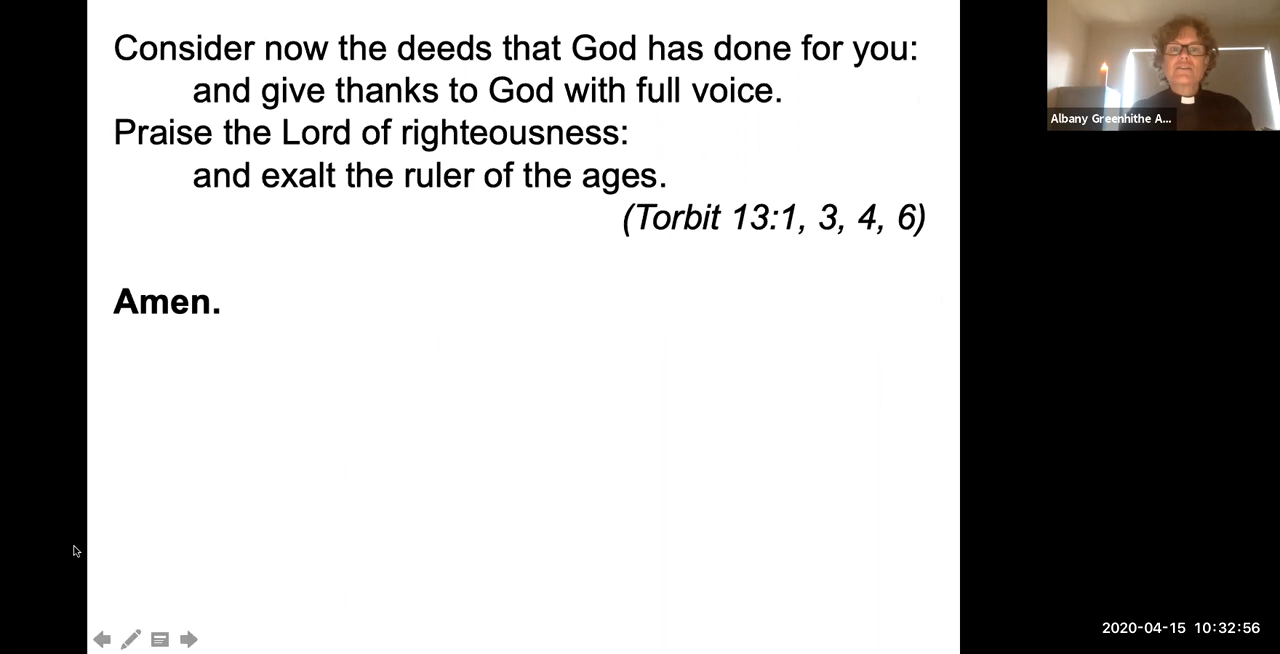 Consider now the deeds that God has done for you:
and give thanks to God with full voice.
Praise the Lord of righteousness:
and exalt the ruler of the ages.
(Torbit 13:1, 3, 4, 6)
Amen.
Albany Greenhithe A...
2020-04-15 10:32:56